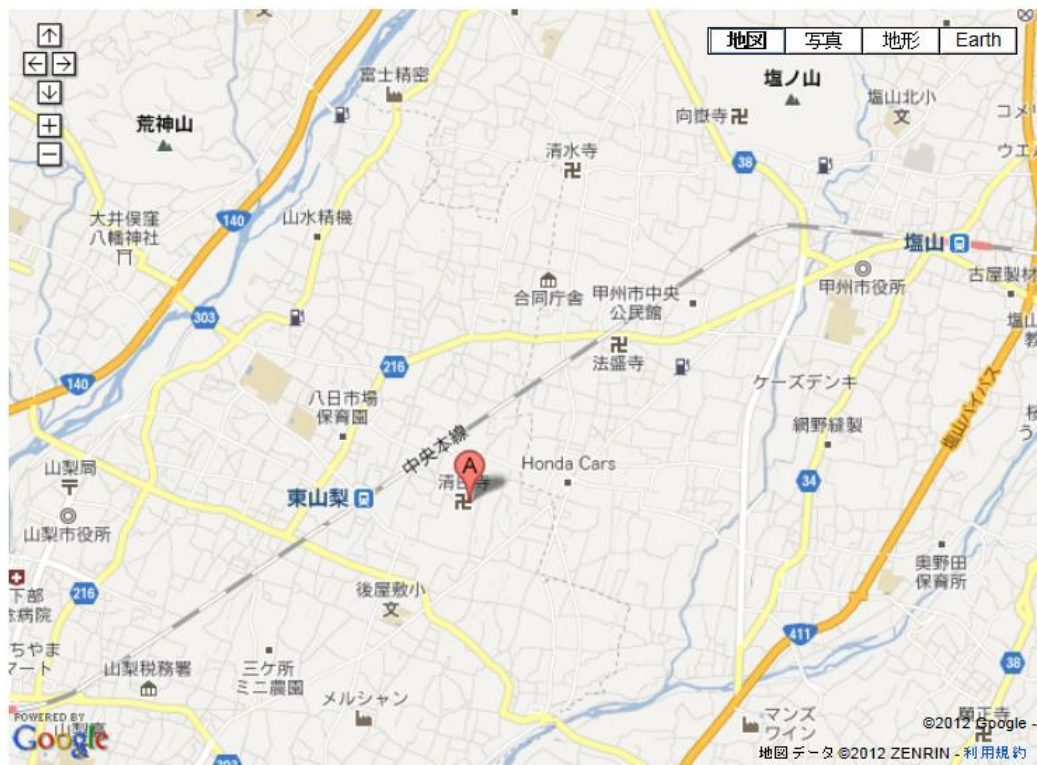 地図
写真
地形
Earth
富士精密
塩ノ山
塩山北小
文
荒神山
向嶽寺
清水寺
38
大井俣窪
八幡神社
140
山水精機
塩山
合同庁舎
甲州市中央
公民館
甲州市役所
古屋製材
303
法盛寺
216
140
八日市場
保育園
ケーズデンキ
塩山バイパス
網野縫製
中央本線
A
Honda Cars
山梨局
東山梨
34
山梨市役所
奥野田
保育所
216
後屋敷小
文
411
38
山梨税務署
三ケ所
ミニ農園
メルシャン
マンズ
ワイン
願正寺
303
POWERED BY
Google
©2012 Google -
地図データ ©2012 ZENRIN - 利用規約